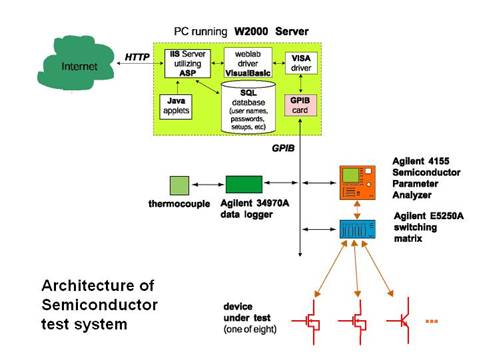 PC running W2000 Server
HTTP
Internet
IIS Server
utilizing
ASP
weblab
driver
VisualBasic
VISA
driver
Java
applets
SQL
database
(user names,
passwords,
setups, etc)
GPIB
card
GPIB
thermocouple
Agilent 34970A
data logger
Agilent 4155
Semiconductor
Parameter
Analyzer
Agilent E5250A
switching
matrix
Architecture of
Semiconductor
test system
device
under test
(one of eight)
...